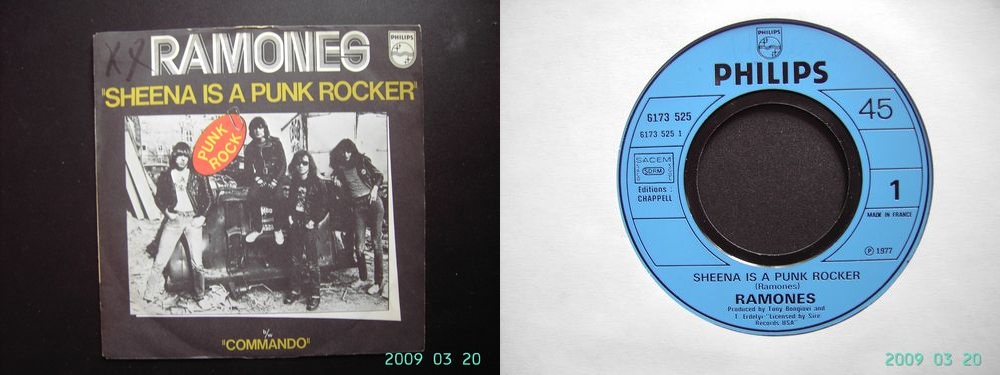 XX
RAMONES
PHILIPS
"SHEENA IS A PUNK ROCKER"
PUNK
ROCK
b/w
"COMMANDO"
2009 03 20
PHILIPS
PHILIPS
6173 525
6173 525 1
45
SACEM
SDRM
Editions :
CHAPPELL
1
MADE IN FRANCE
℗ 1977
SHEENA IS A PUNK ROCKER
(Ramones)
RAMONES
Produced by Tony Bongiovi and
T. Erdelyi-"Licensed by Sire
Records USA"
2009 03 20